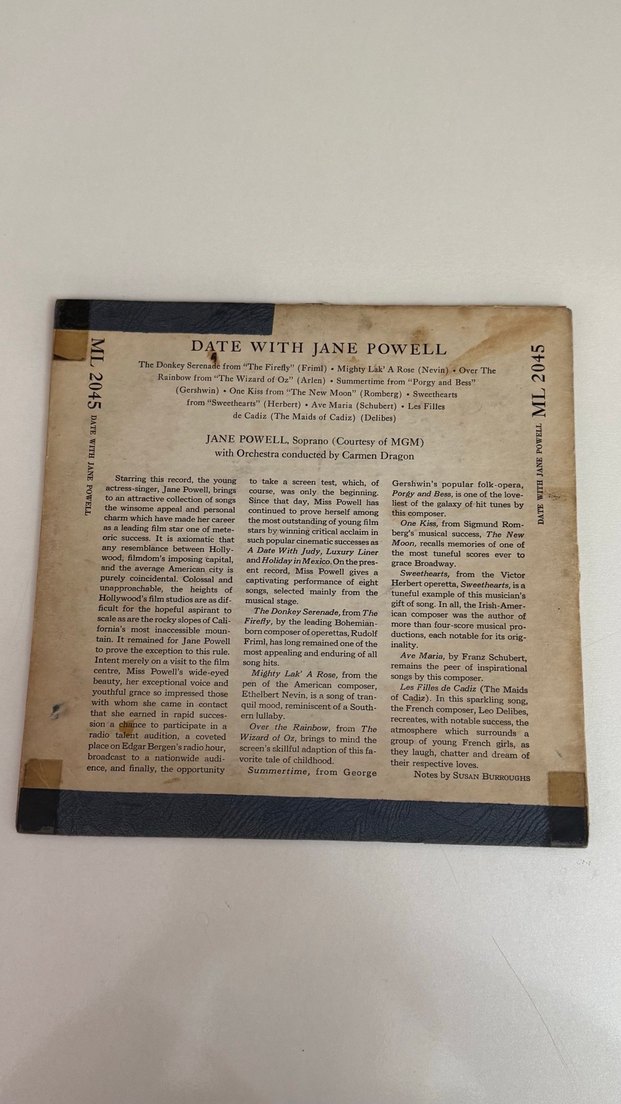 DATE WITH JANE POWELL
The Donkey Serenade from "The Firefly" (Friml) • Mighty Lak' A Rose (Nevin) • Over The
Rainbow from "The Wizard of Oz" (Arlen) • Summertime from "Porgy and Bess"
(Gershwin) • One Kiss from "The New Moon" (Romberg) • Sweethearts
from "Sweethearts" (Herbert) • Ave Maria (Schubert) • Les Filles
de Cadiz (The Maids of Cadiz) (Delibes)
JANE POWELL, Soprano (Courtesy of MGM)
with Orchestra conducted by Carmen Dragon
ML 2045 DATE WITH JANE POWELL
Starring this record, the young
actress-singer, Jane Powell, brings
to an attractive collection of songs
the winsome appeal and personal
charm which have made her career
as a leading film star one of mete-
oric success. It is axiomatic that
any resemblance between Holly-
wood, filmdom's imposing capital,
and the average American city is
purely coincidental. Colossal and
unapproachable, the heights of
Hollywood's film studios are as dif-
ficult for the hopeful aspirant to
scale as are the rocky slopes of Cali-
fornia's most inaccessible moun-
tain. It remained for Jane Powell
to prove the exception to this rule.
Intent merely on a visit to the film
centre, Miss Powell's wide-eyed
beauty, her exceptional voice and
youthful grace so impressed those
with whom she came in contact
that she earned in rapid succes-
sion a chance to participate in a
radio talent audition, a coveted
place on Edgar Bergen's radio hour,
broadcast to a nationwide audi-
ence, and finally, the opportunity
to take a screen test, which, of
course, was only the beginning.
Since that day, Miss Powell has
continued to prove herself among
the most outstanding of young film
stars by winning critical acclaim in
such popular cinematic successes as
A Date With Judy, Luxury Liner
and Holiday in Mexico. On the pres-
ent record, Miss Powell gives a
captivating performance of eight
songs, selected mainly from the
musical stage.
The Donkey Serenade, from The
Firefly, by the leading Bohemian-
born composer of operettas, Rudolf
Friml, has long remained one of the
most appealing and enduring of all
song hits.
Mighty Lak' A Rose, from the
pen of the American composer,
Ethelbert Nevin, is a song of tran-
quil mood, reminiscent of a South-
ern lullaby.
Over the Rainbow, from The
Wizard of Oz, brings to mind the
screen's skillful adaption of this fa-
vorite tale of childhood.
Summertime, from George
Gershwin's popular folk-opera,
Porgy and Bess, is one of the love-
liest of the galaxy of hit tunes by
this composer.
One Kiss, from Sigmund Rom-
berg's musical success, The New
Moon, recalls memories of one of
the most tuneful scores ever to
grace Broadway.
Sweethearts, from the Victor
Herbert operetta, Sweethearts, is a
tuneful example of this musician's
gift of song. In all, the Irish-Amer-
ican composer was the author of
more than four-score musical pro-
ductions, each notable for its orig-
inality.
Ave Maria, by Franz Schubert,
remains the peer of inspirational
songs by this composer.
Les Filles de Cadiz (The Maids
of Cadiz). In this sparkling song,
the French composer, Leo Delibes,
recreates, with notable success, the
atmosphere which surrounds a
group of young French girls, as
they laugh, chatter and dream of
their respective loves.
Notes by SUSAN BURROUGHS
DATE WITH JANE POWELL ML 2045